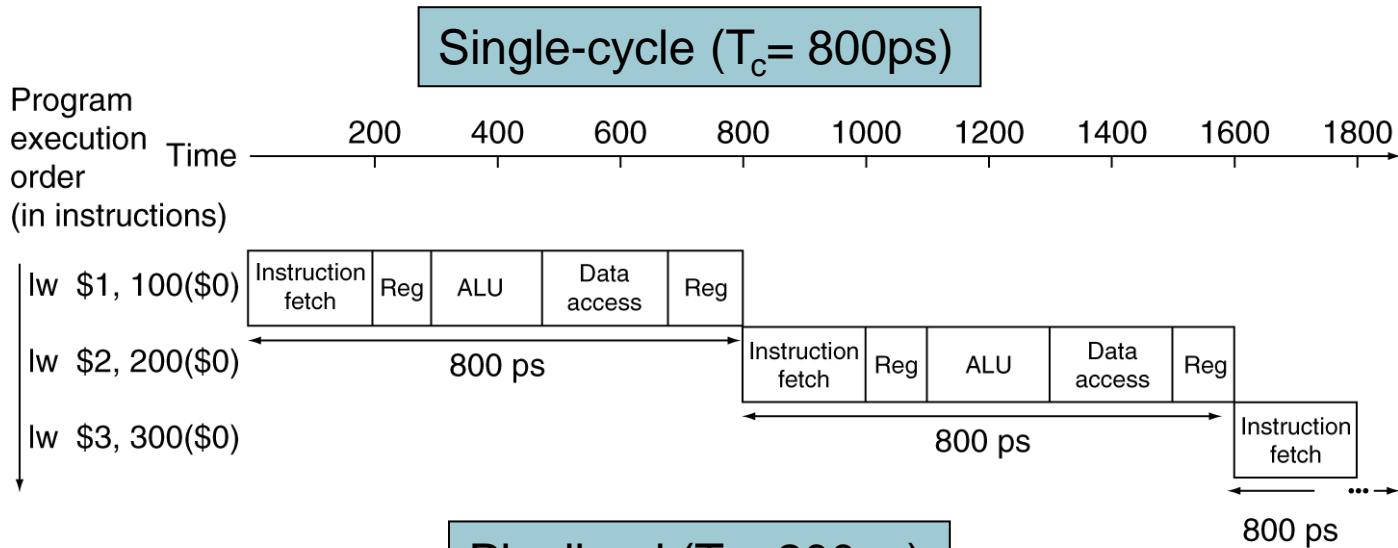 Single-cycle (Tc= 800ps)
Program
execution
order
(in instructions)
Time
200 400 600 800 1000 1200 1400 1600 1800
lw $1, 100($0)
Instruction
fetch
Reg
ALU
Data
access
Reg
800 ps
lw $2, 200($0)
Instruction
fetch
Reg
ALU
Data
access
Reg
800 ps
lw $3, 300($0)
Instruction
fetch
...
800 ps